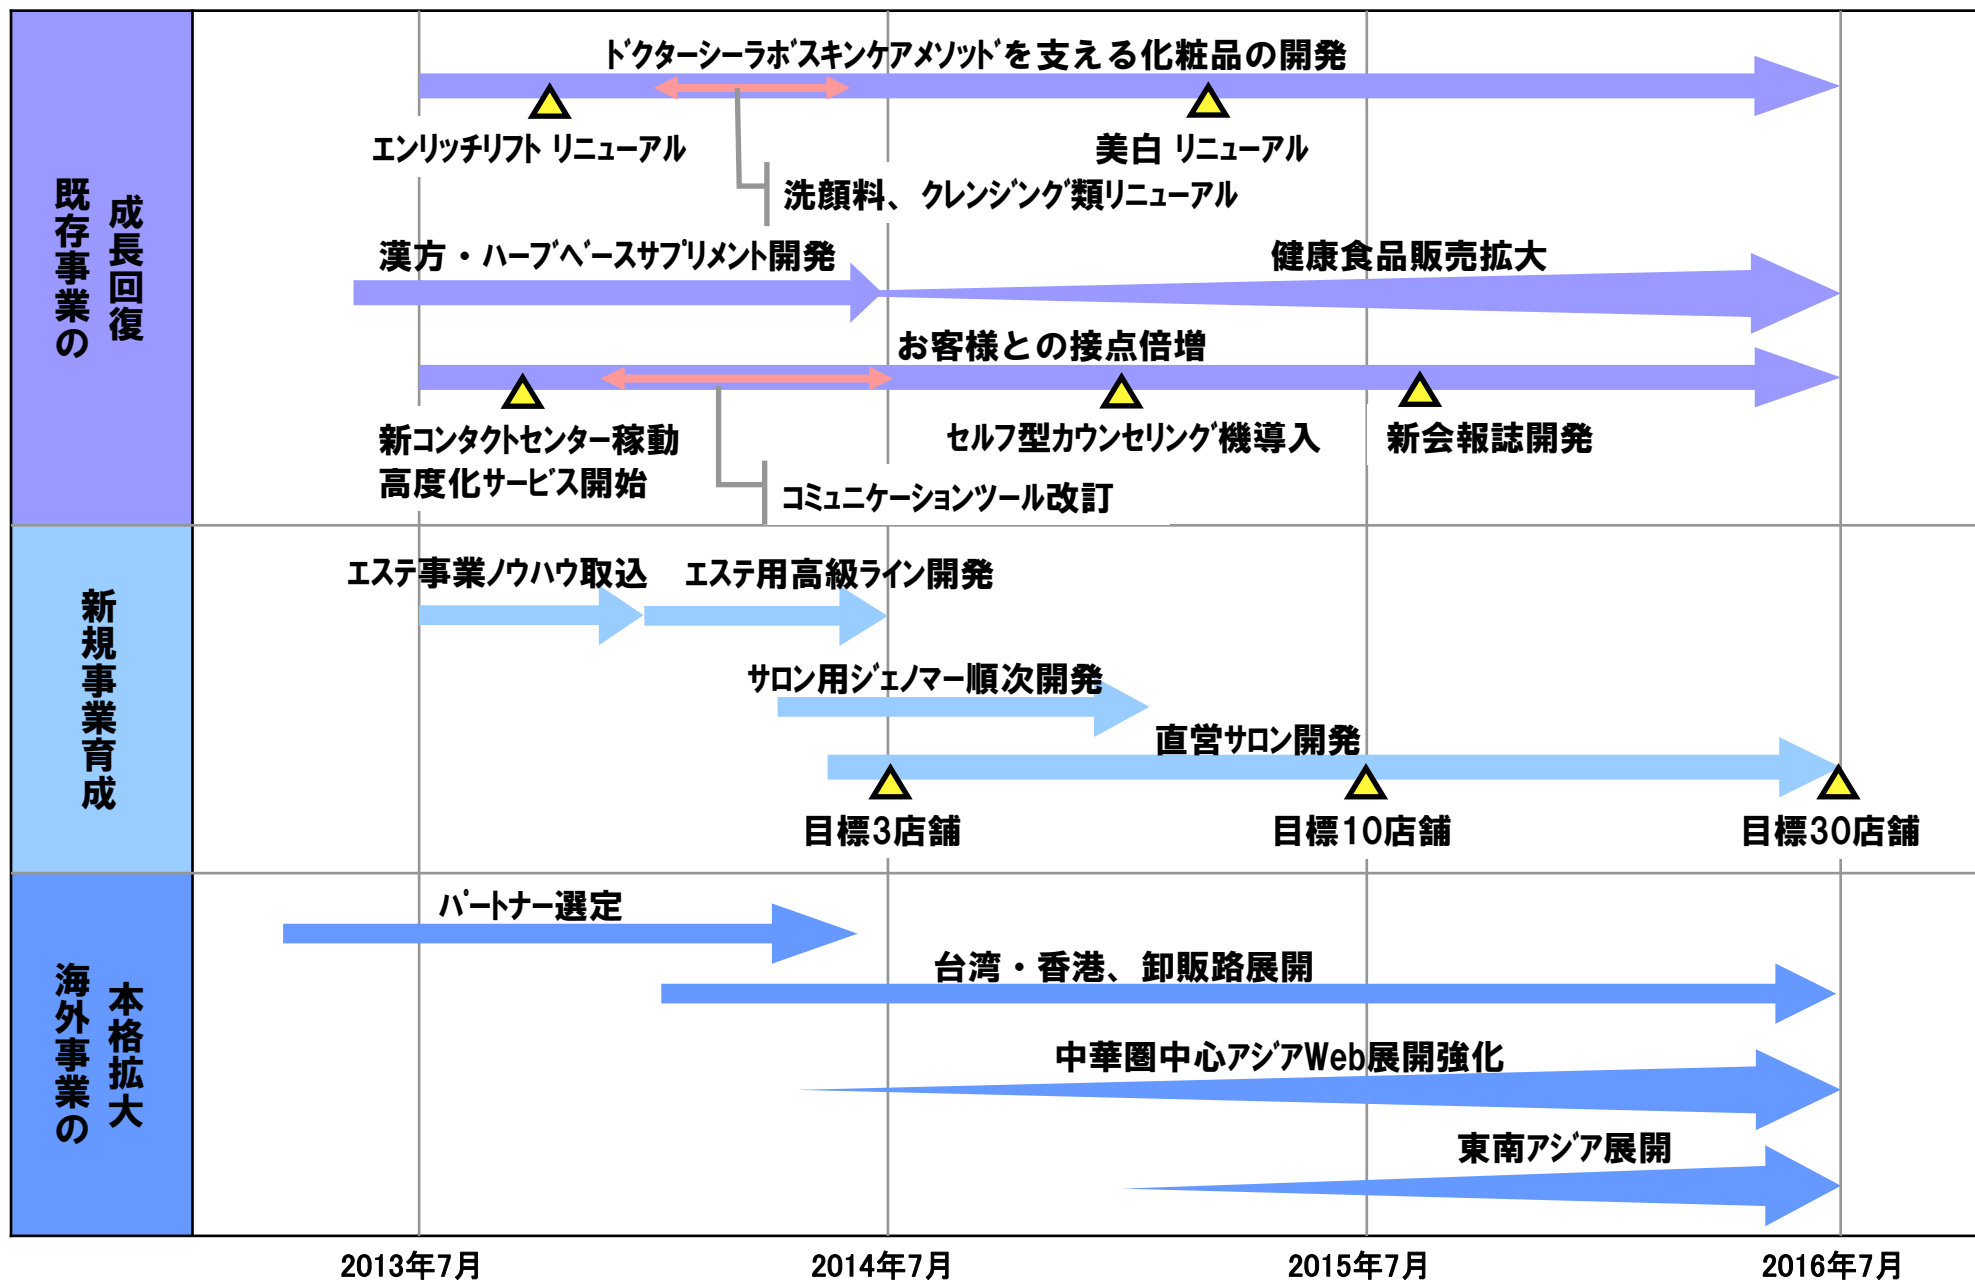 既存事業の
成長回復
ﾄﾞｸﾀｰｼｰﾗﾎﾞｽｷﾝｹｱﾒｿｯﾄﾞを支える化粧品の開発
ｴﾝﾘｯﾁﾘﾌﾄ ﾘﾆｭｰｱﾙ
美白 ﾘﾆｭｰｱﾙ
洗顔料、ｸﾚﾝｼﾞﾝｸﾞ類ﾘﾆｭｰｱﾙ
漢方・ﾊｰﾌﾞﾍﾞｰｽｻﾌﾟﾘﾒﾝﾄ開発
健康食品販売拡大
お客様との接点倍増
新ｺﾝﾀｸﾄｾﾝﾀｰ稼動
高度化ｻｰﾋﾞｽ開始
ｾﾙﾌ型ｶｳﾝｾﾘﾝｸﾞ機導入
新会報誌開発
ｺﾐｭﾆｹｰｼｮﾝﾂｰﾙ改訂
新規事業育成
ｴｽﾃ事業ﾉｳﾊｳ取込
ｴｽﾃ用高級ﾗｲﾝ開発
ｻﾛﾝ用ｼﾞｪﾉﾏｰ順次開発
直営ｻﾛﾝ開発
目標3店舗
目標10店舗
目標30店舗
海外事業の
本格拡大
ﾊﾟｰﾄﾅｰ選定
台湾・香港、卸販路展開
中華圏中心ｱｼﾞｱWeb展開強化
東南ｱｼﾞｱ展開
2013年7月
2014年7月
2015年7月
2016年7月